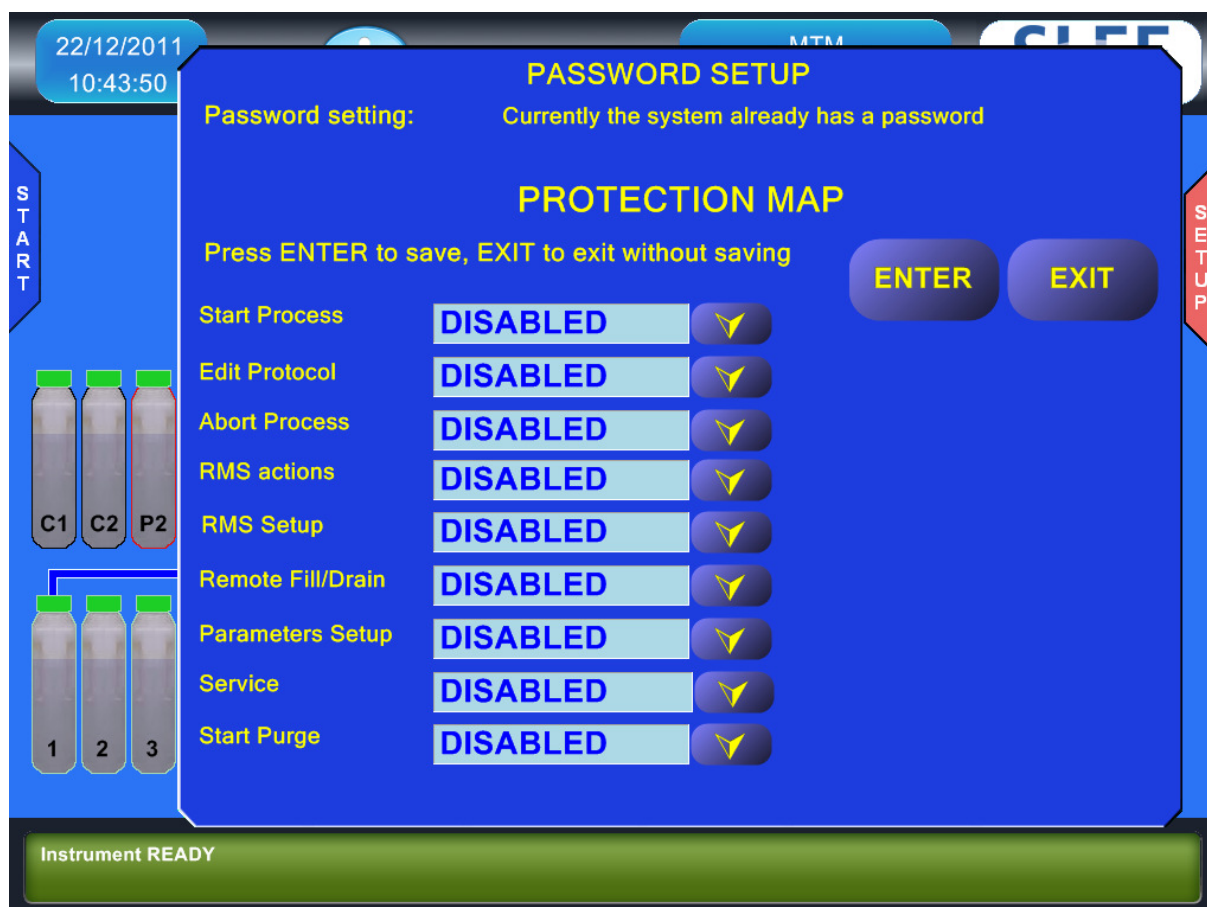 22/12/2011
10:43:50
PASSWORD SETUP
Password setting: Currently the system already has a password
PROTECTION MAP
Press ENTER to save, EXIT to exit without saving
ENTER EXIT
START
SETUP
Start Process DISABLED
Edit Protocol DISABLED
Abort Process DISABLED
RMS actions DISABLED
RMS Setup DISABLED
Remote Fill/Drain DISABLED
Parameters Setup DISABLED
Service DISABLED
Start Purge DISABLED
C1 C2 P2
1 2 3
Instrument READY